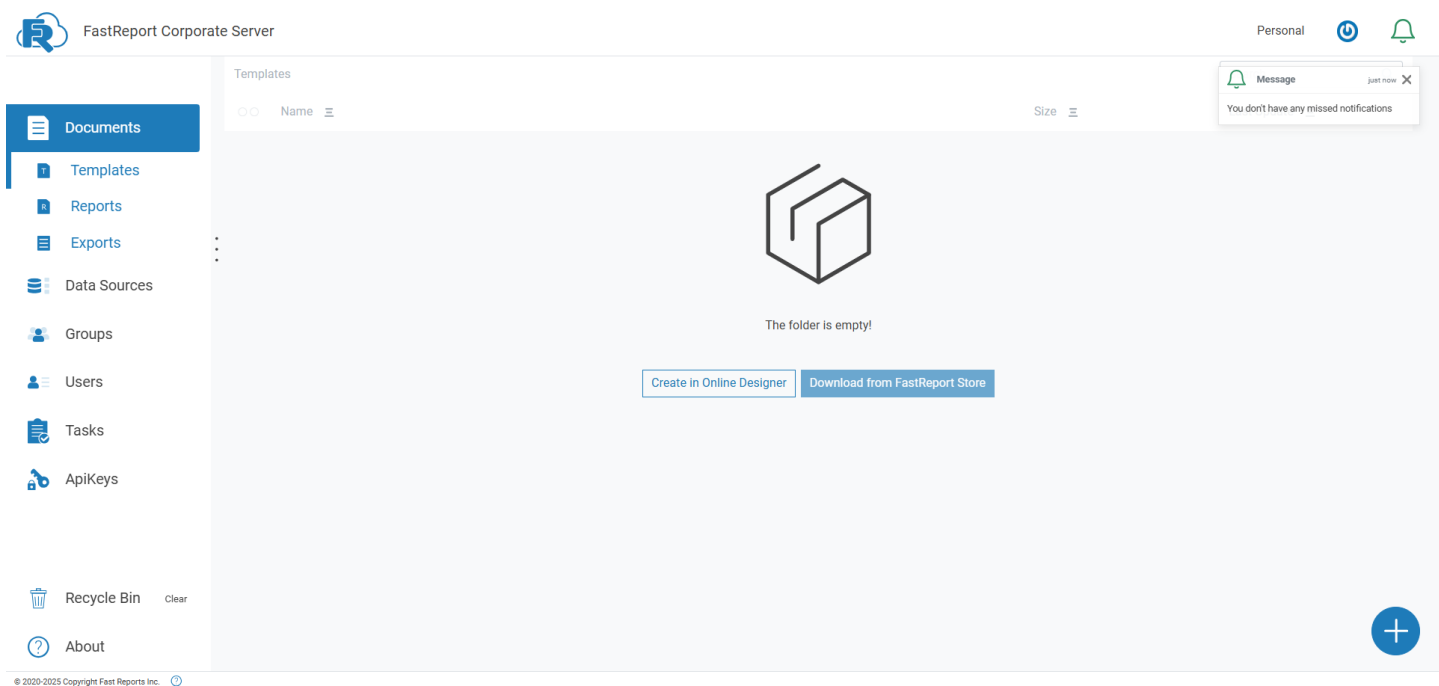 FastReport Corporate Server
Personal
Templates
Message
just now
You don't have any missed notifications
Name
Size
Documents
Templates
Reports
Exports
Data Sources
Groups
Users
Tasks
ApiKeys
The folder is empty!
Create in Online Designer
Download from FastReport Store
Recycle Bin
Clear
About
© 2020-2025 Copyright Fast Reports Inc.